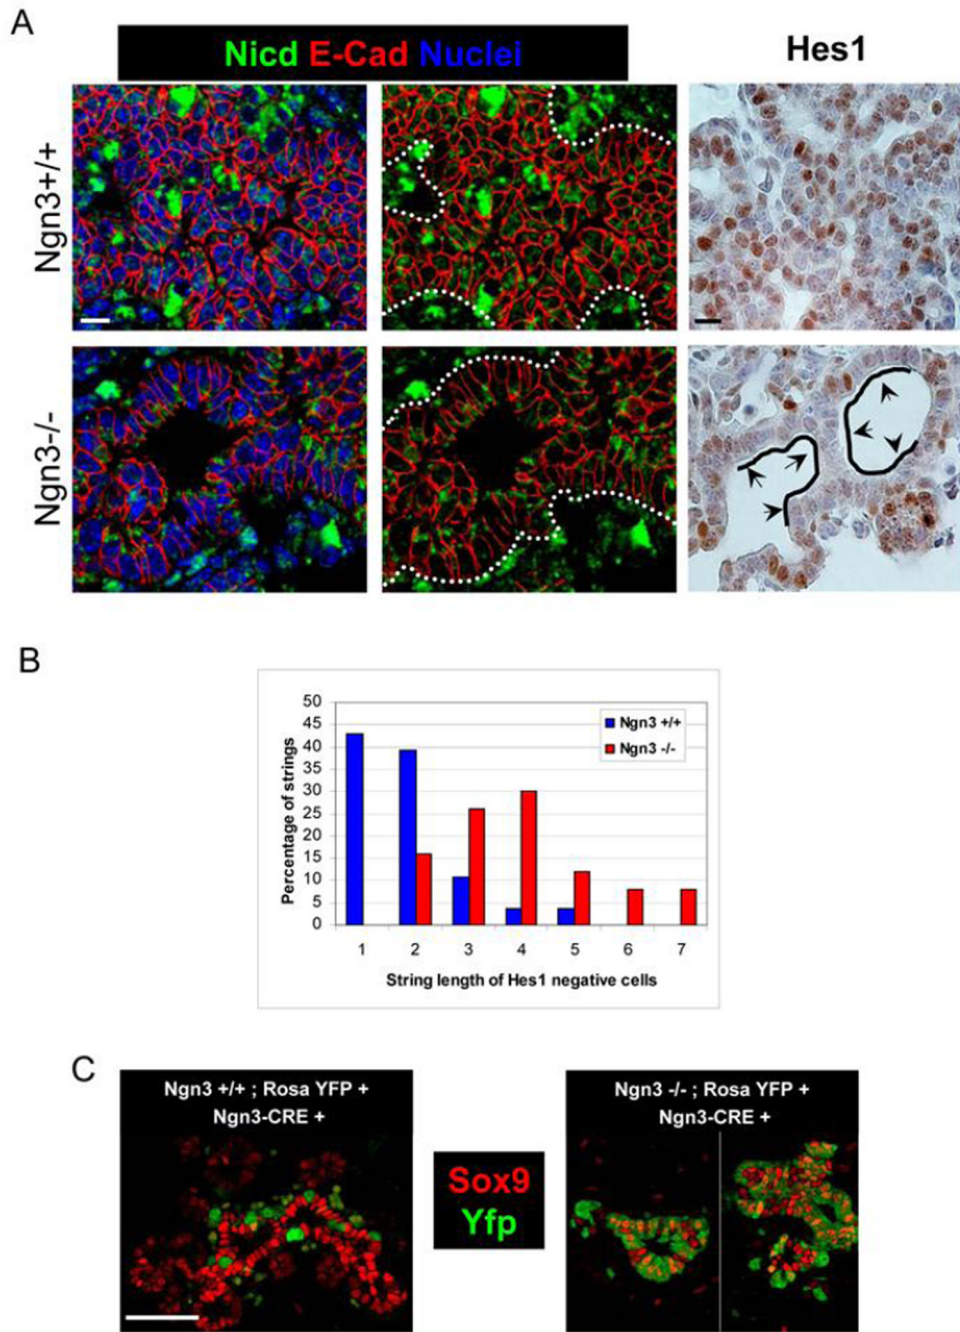 A
Nicd E-Cad Nuclei
Hes1
Ngn3+/+
Ngn3-/-
B
50
45
40
35
30
25
20
15
10
5
0
Percentage of strings
Ngn3 +/+
Ngn3 -/-
1 2 3 4 5 6 7
String length of Hes1 negative cells
C
Ngn3 +/+ ; Rosa YFP +
Ngn3-CRE +
Sox9
Yfp
Ngn3 -/- ; Rosa YFP +
Ngn3-CRE +